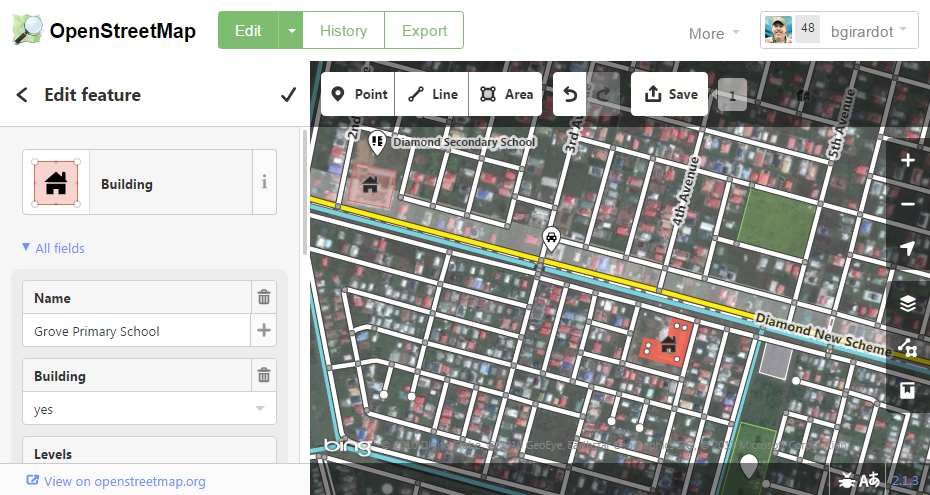 OpenStreetMap
Edit
History
Export
More
48
bgirardot
Edit feature
Point
Line
Area
Save
1
Building
i
All fields
Name
Grove Primary School
Building
yes
Levels
View on openstreetmap.org
2nd
Diamond Secondary School
3rd
4th Avenue
5th Avenue
Diamond New Scheme
bing
2.1.3